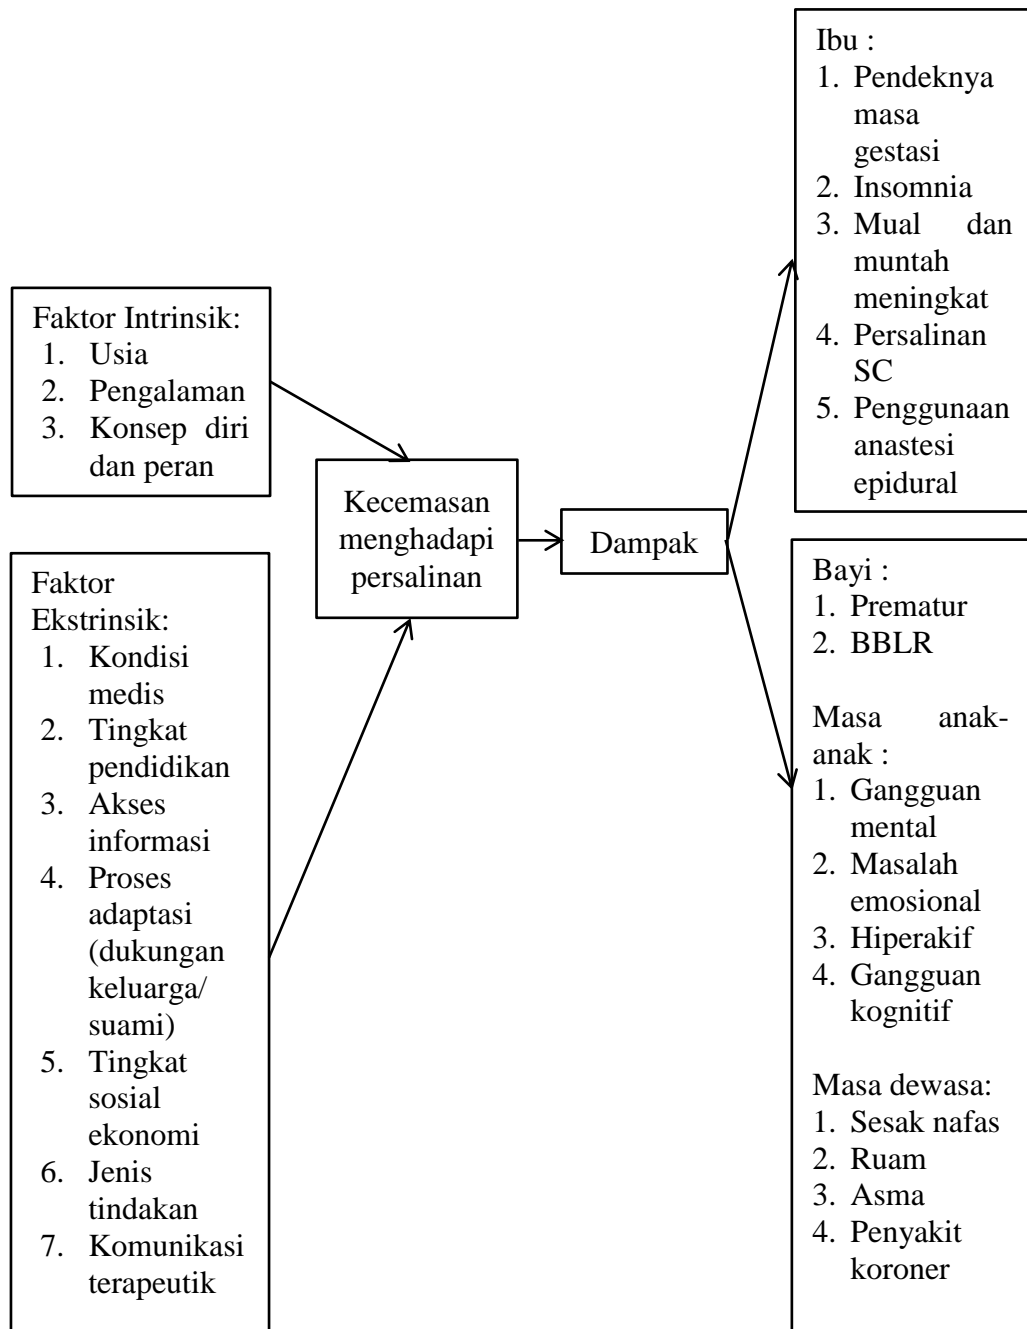 Faktor Intrinsik:
1. Usia
2. Pengalaman
3. Konsep diri
dan peran
Faktor
Ekstrinsik:
1. Kondisi
medis
2. Tingkat
pendidikan
3. Akses
informasi
4. Proses
adaptasi
(dukungan
keluarga/
suami)
5. Tingkat
sosial
ekonomi
6. Jenis
tindakan
7. Komunikasi
terapeutik
Kecemasan
menghadapi
persalinan
Dampak
Ibu :
1. Pendeknya
masa
gestasi
2. Insomnia
3. Mual dan
muntah
meningkat
4. Persalinan
SC
5. Penggunaan
anastesi
epidural
Bayi :
1. Prematur
2. BBLR
Masa anak-
anak :
1. Gangguan
mental
2. Masalah
emosional
3. Hiperakif
4. Gangguan
kognitif
Masa dewasa:
1. Sesak nafas
2. Ruam
3. Asma
4. Penyakit
koroner